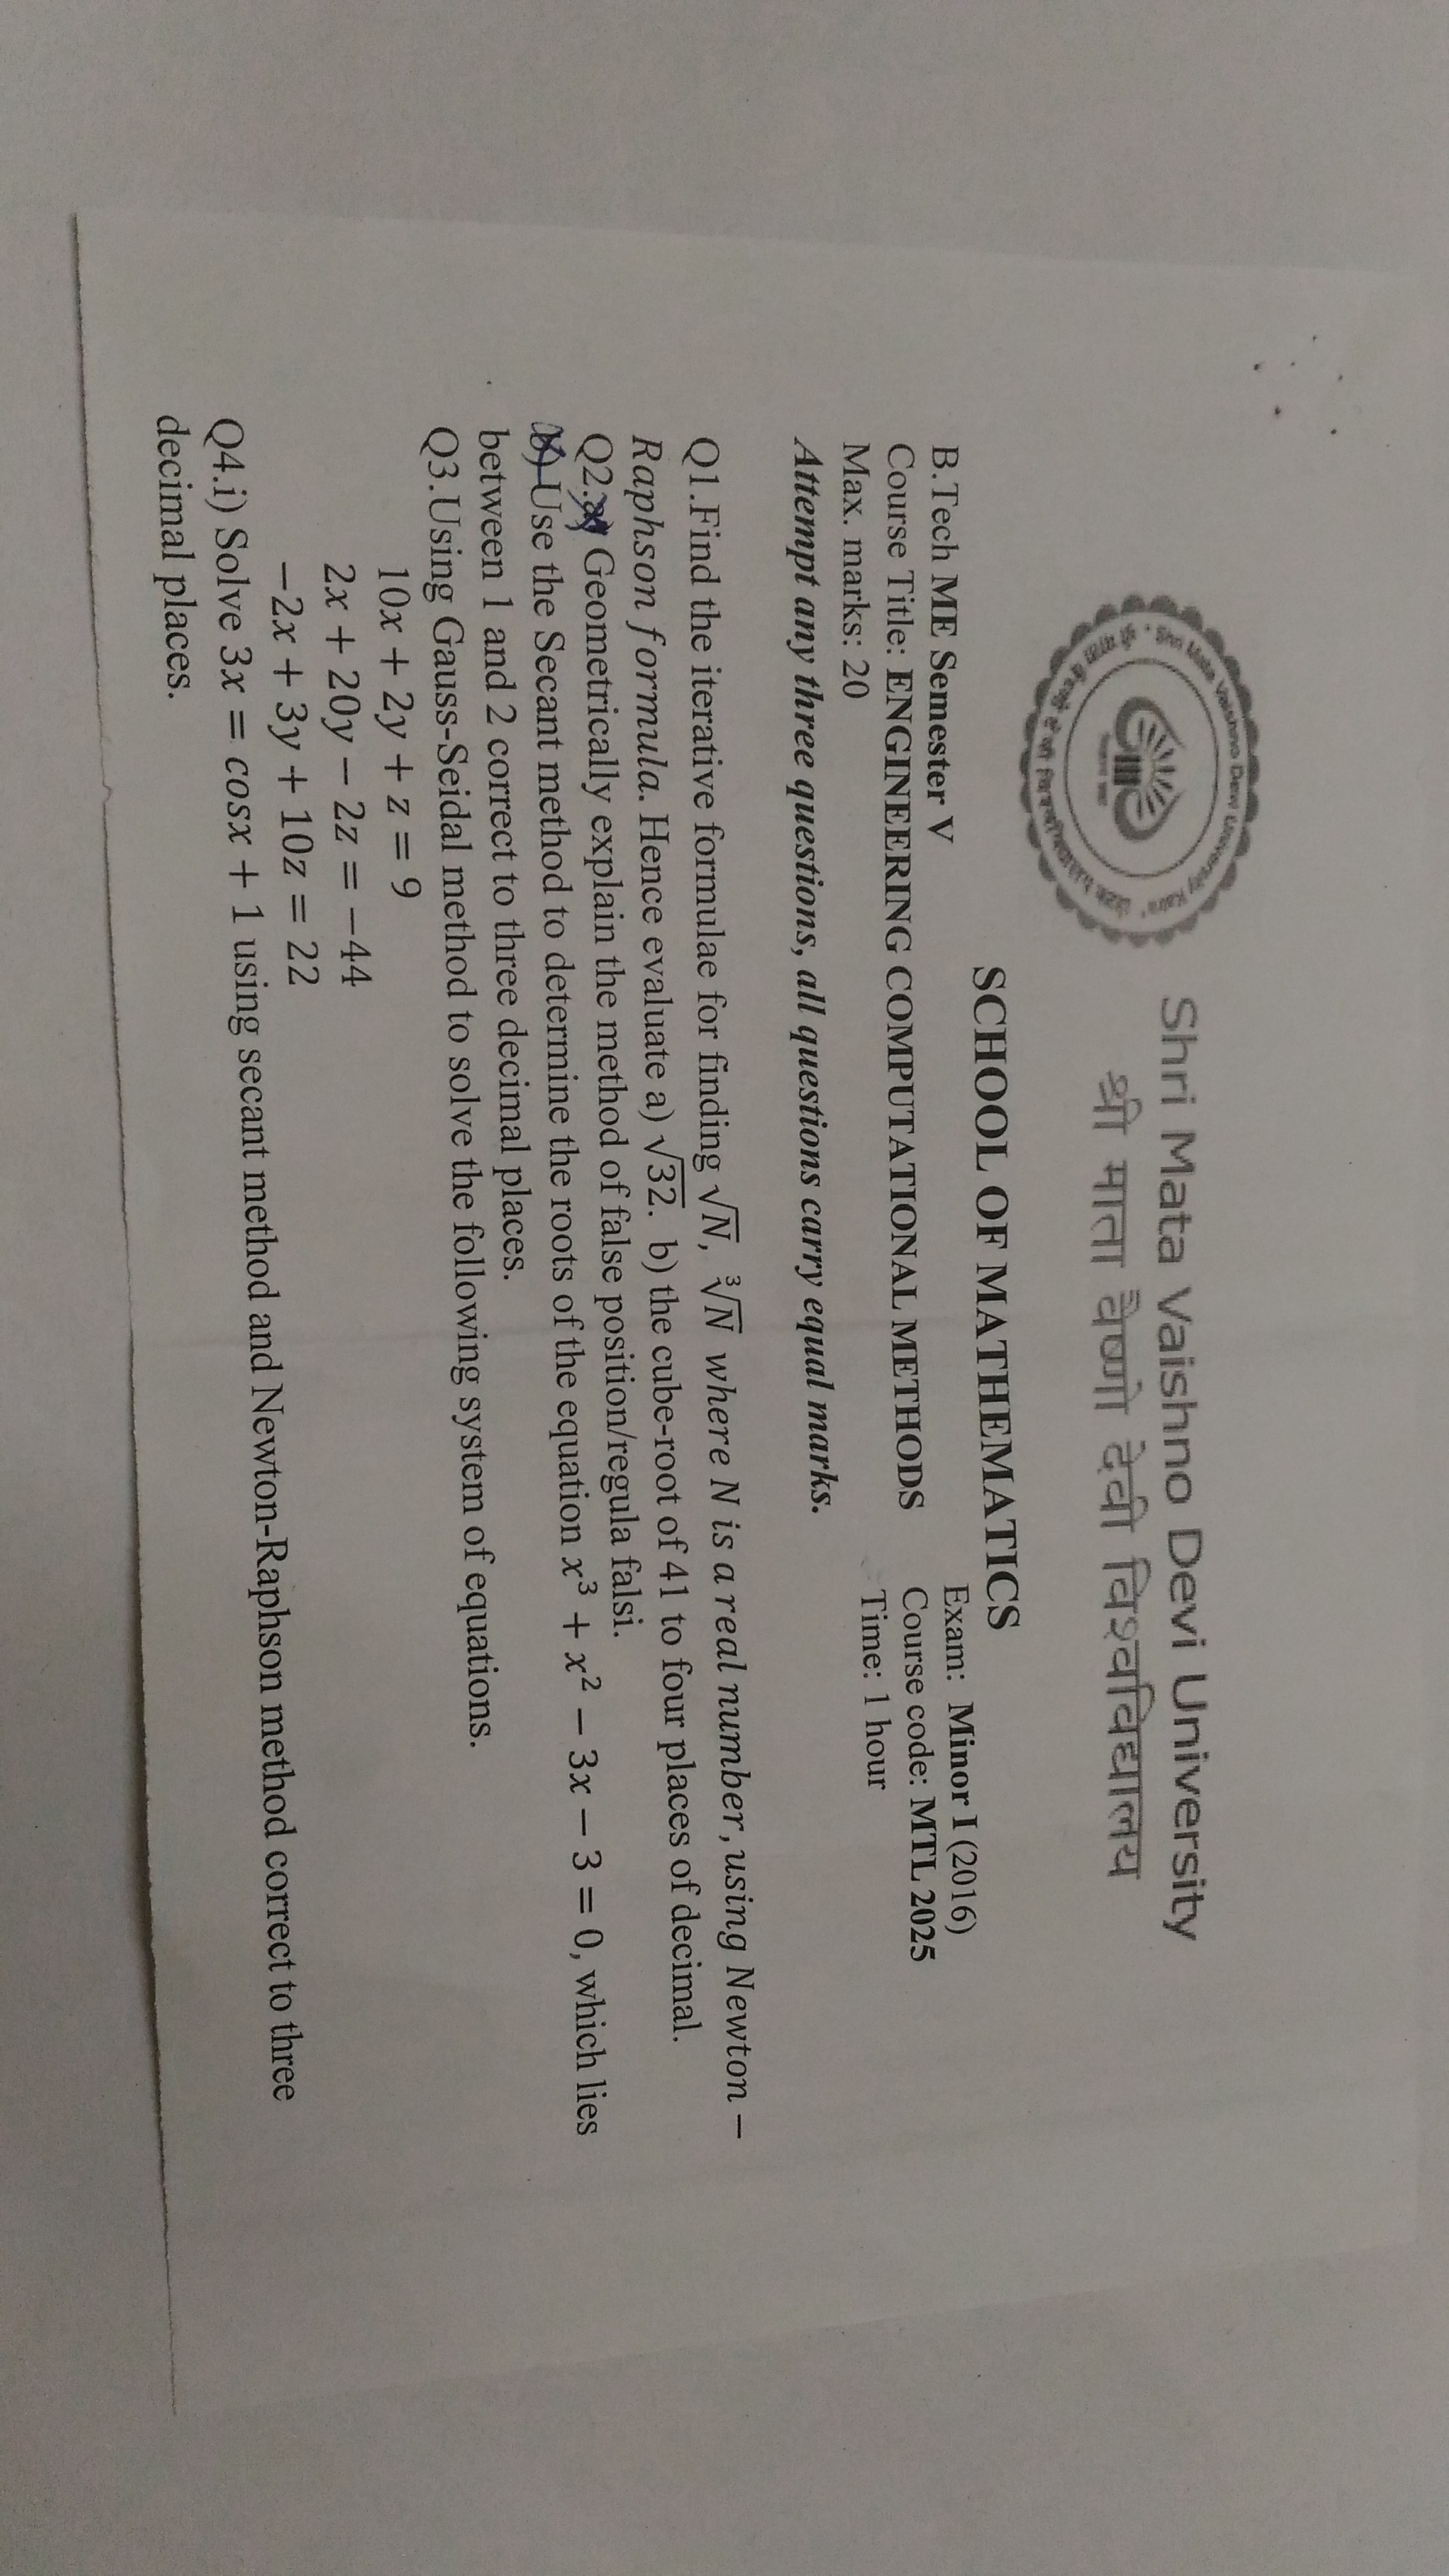 Shri Mata Vaishno Devi University
श्री माता वैष्णो देवी विश्वविद्यालय
SCHOOL OF MATHEMATICS
B.Tech ME Semester V Exam: Minor I (2016)
Course Title: ENGINEERING COMPUTATIONAL METHODS Course code: MTL 2025
Max. marks: 20 Time: 1 hour
Attempt any three questions, all questions carry equal marks.
Q1.Find the iterative formulae for finding √N, ∛N where N is a real number, using Newton –
Raphson formula. Hence evaluate a) √32. b) the cube-root of 41 to four places of decimal.
Q2. Geometrically explain the method of false position/regula falsi.
Use the Secant method to determine the roots of the equation x³ + x² − 3x − 3 = 0, which lies
between 1 and 2 correct to three decimal places.
Q3.Using Gauss-Seidal method to solve the following system of equations.
10x + 2y + z = 9
2x + 20y − 2z = −44
−2x + 3y + 10z = 22
Q4.i) Solve 3x = cosx + 1 using secant method and Newton-Raphson method correct to three
decimal places.